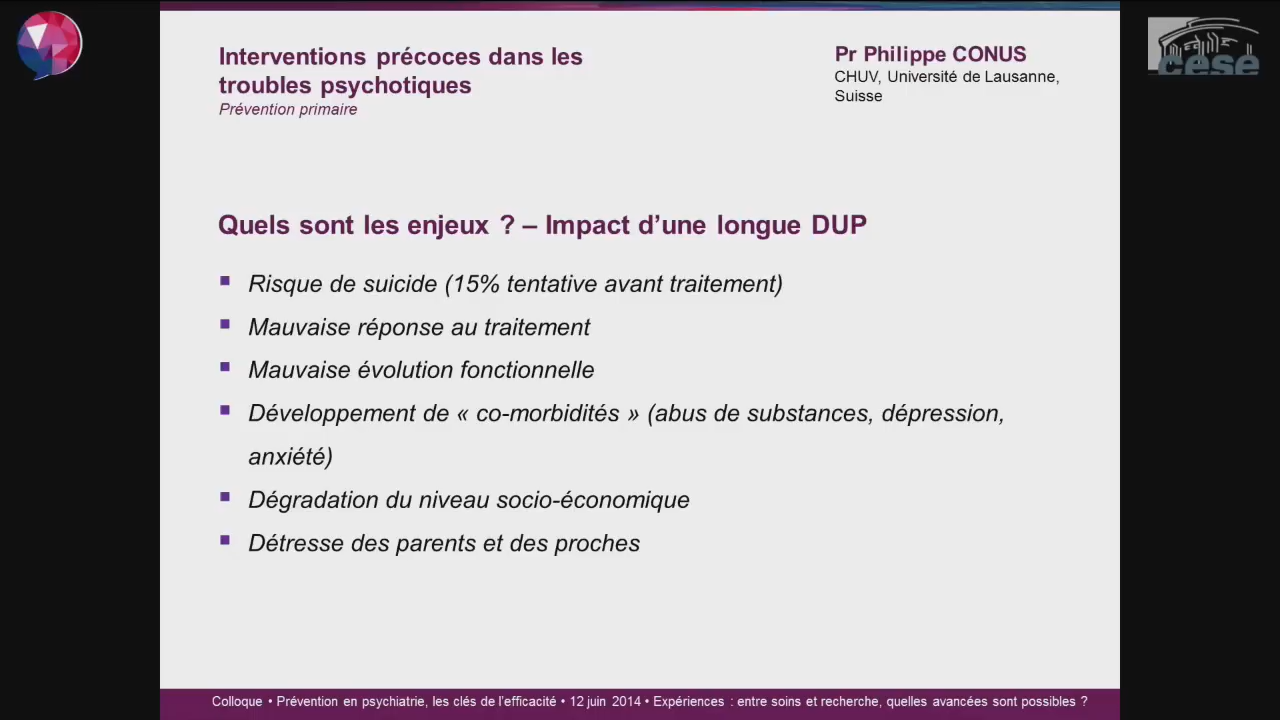 Interventions précoces dans les
troubles psychotiques
Prévention primaire
Pr Philippe CONUS
CHUV, Université de Lausanne,
Suisse
cese
Quels sont les enjeux ? – Impact d’une longue DUP
Risque de suicide (15% tentative avant traitement)
Mauvaise réponse au traitement
Mauvaise évolution fonctionnelle
Développement de « co-morbidités » (abus de substances, dépression,
anxiété)
Dégradation du niveau socio-économique
Détresse des parents et des proches
Colloque • Prévention en psychiatrie, les clés de l’efficacité • 12 juin 2014 • Expériences : entre soins et recherche, quelles avancées sont possibles ?